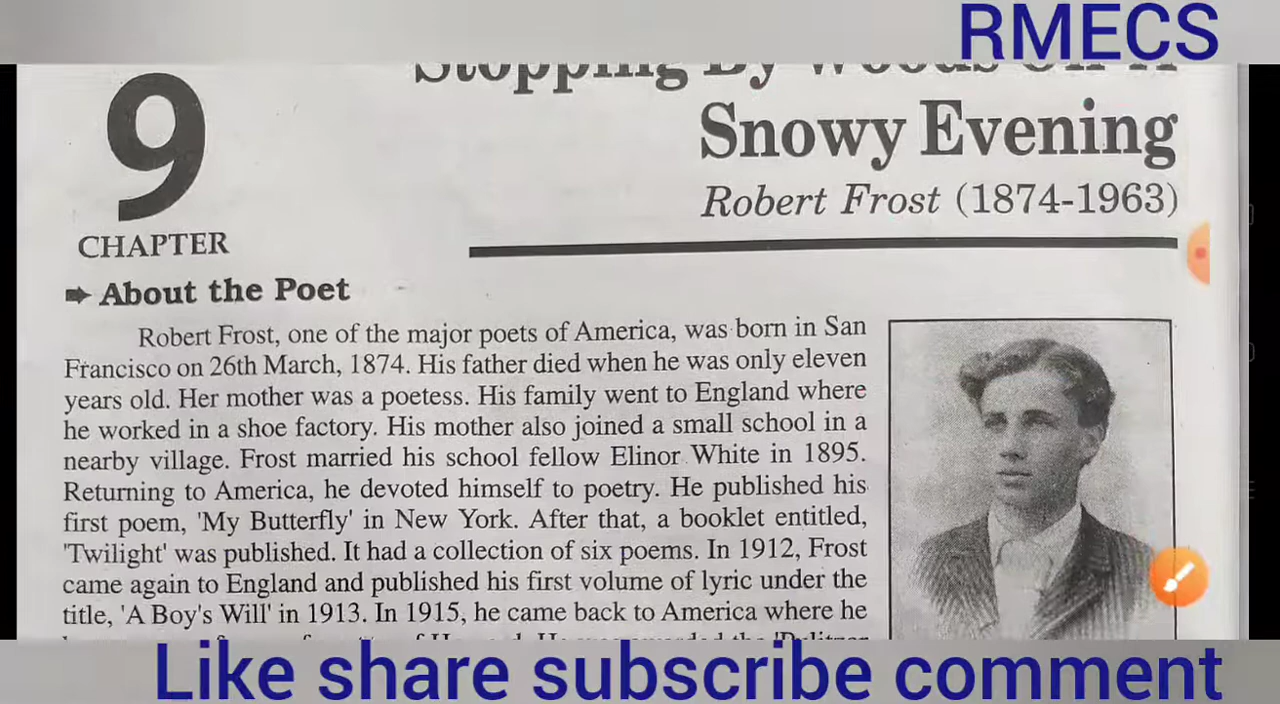 RMECS
9
Stopping By Woods On A
Snowy Evening
Robert Frost (1874-1963)
CHAPTER
➨ About the Poet
Robert Frost, one of the major poets of America, was born in San
Francisco on 26th March, 1874. His father died when he was only eleven
years old. Her mother was a poetess. His family went to England where
he worked in a shoe factory. His mother also joined a small school in a
nearby village. Frost married his school fellow Elinor White in 1895.
Returning to America, he devoted himself to poetry. He published his
first poem, 'My Butterfly' in New York. After that, a booklet entitled,
'Twilight' was published. It had a collection of six poems. In 1912, Frost
came again to England and published his first volume of lyric under the
title, 'A Boy's Will' in 1913. In 1915, he came back to America where he
Like share subscribe comment